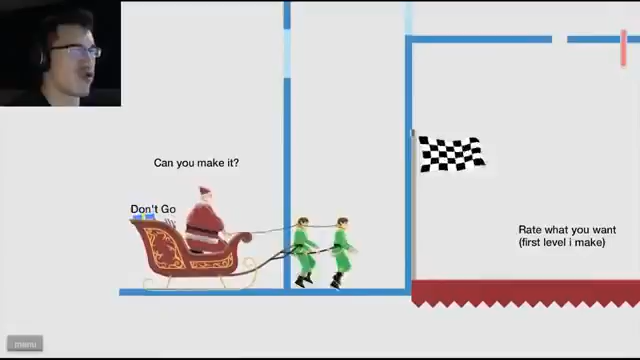 Can you make it?
Don't Go
Rate what you want
(first level i make)
menu